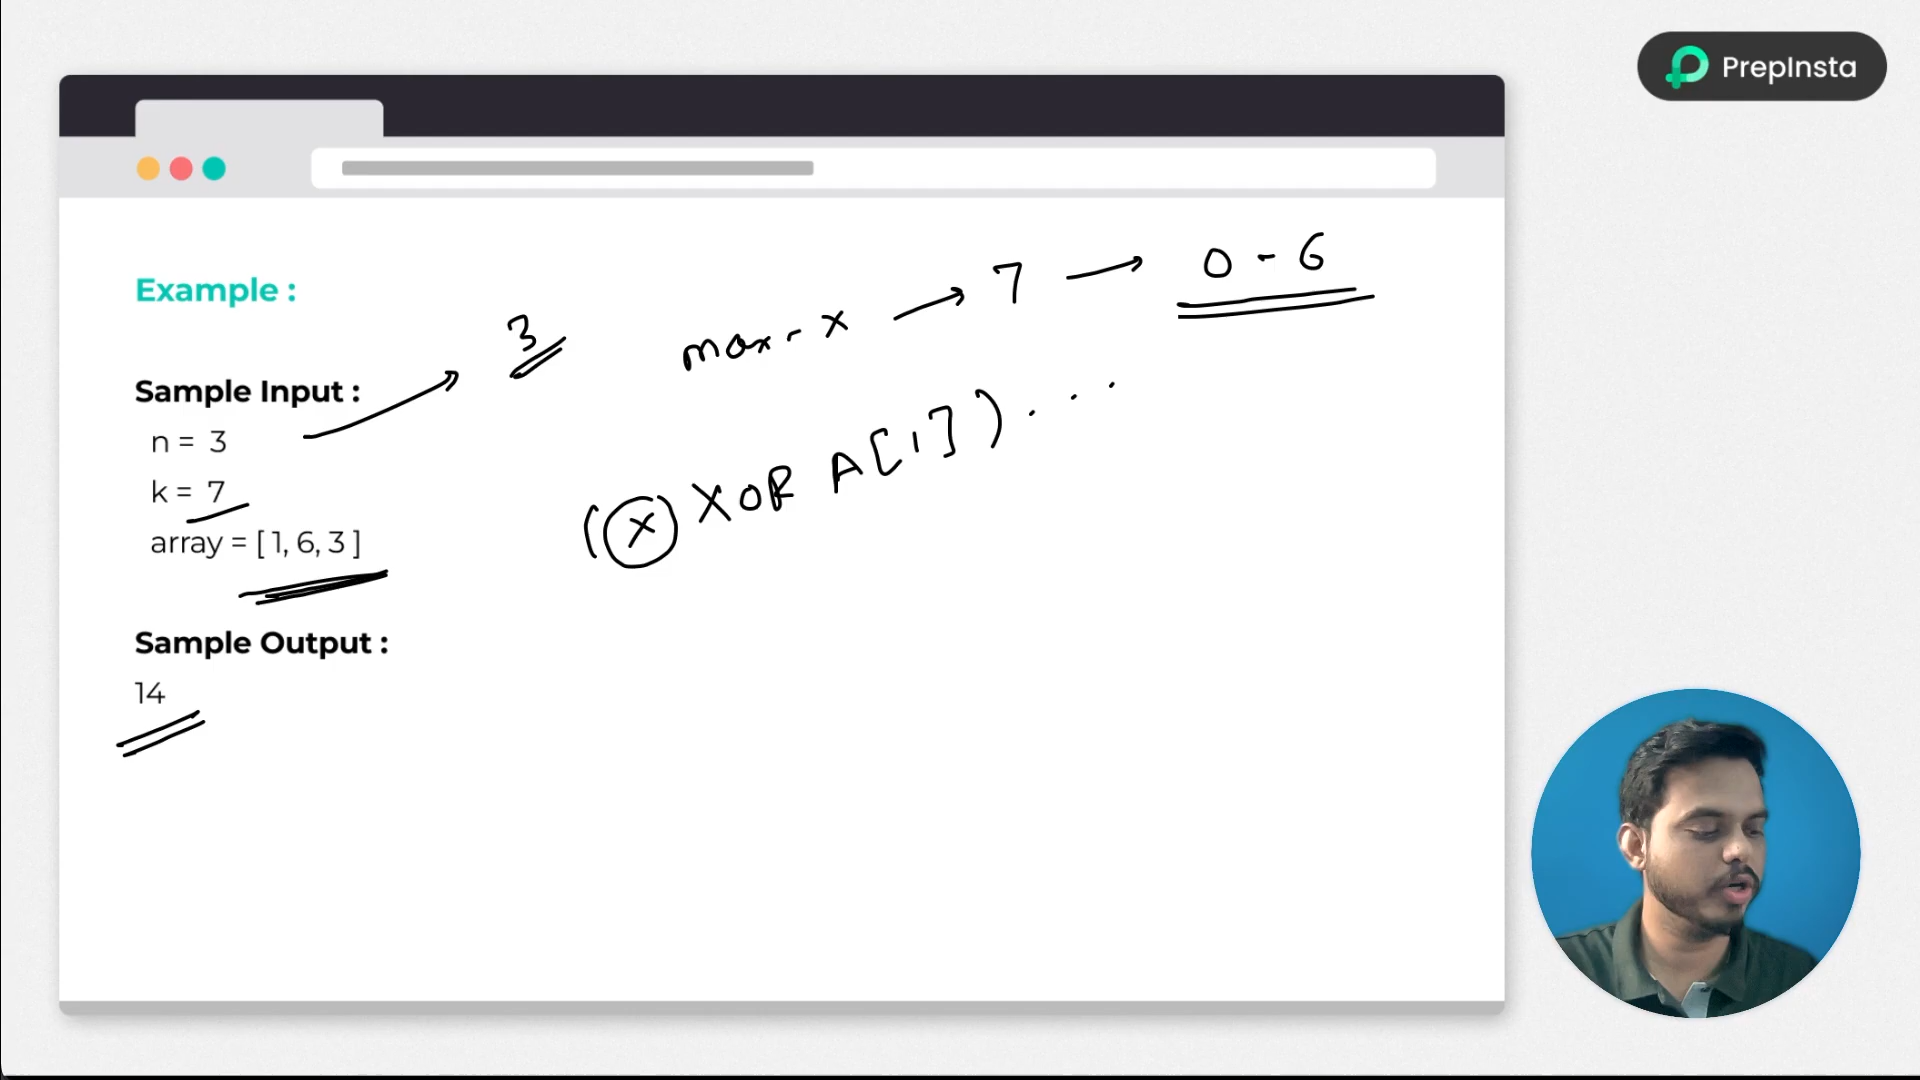 PrepInsta
Example :
3
max - x → 7 → 0 - 6
Sample Input :
n = 3
k = 7
array = [ 1, 6, 3 ]
(x XOR A[1]) . . .
Sample Output :
14